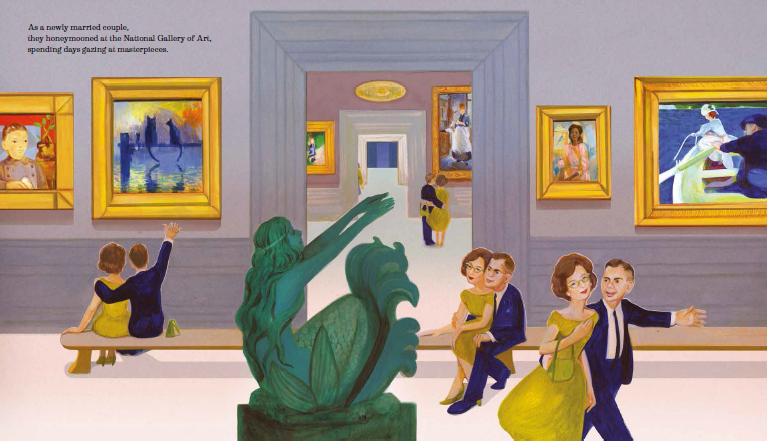 As a newly married couple,
they honeymooned at the National Gallery of Art,
spending days gazing at masterpieces.